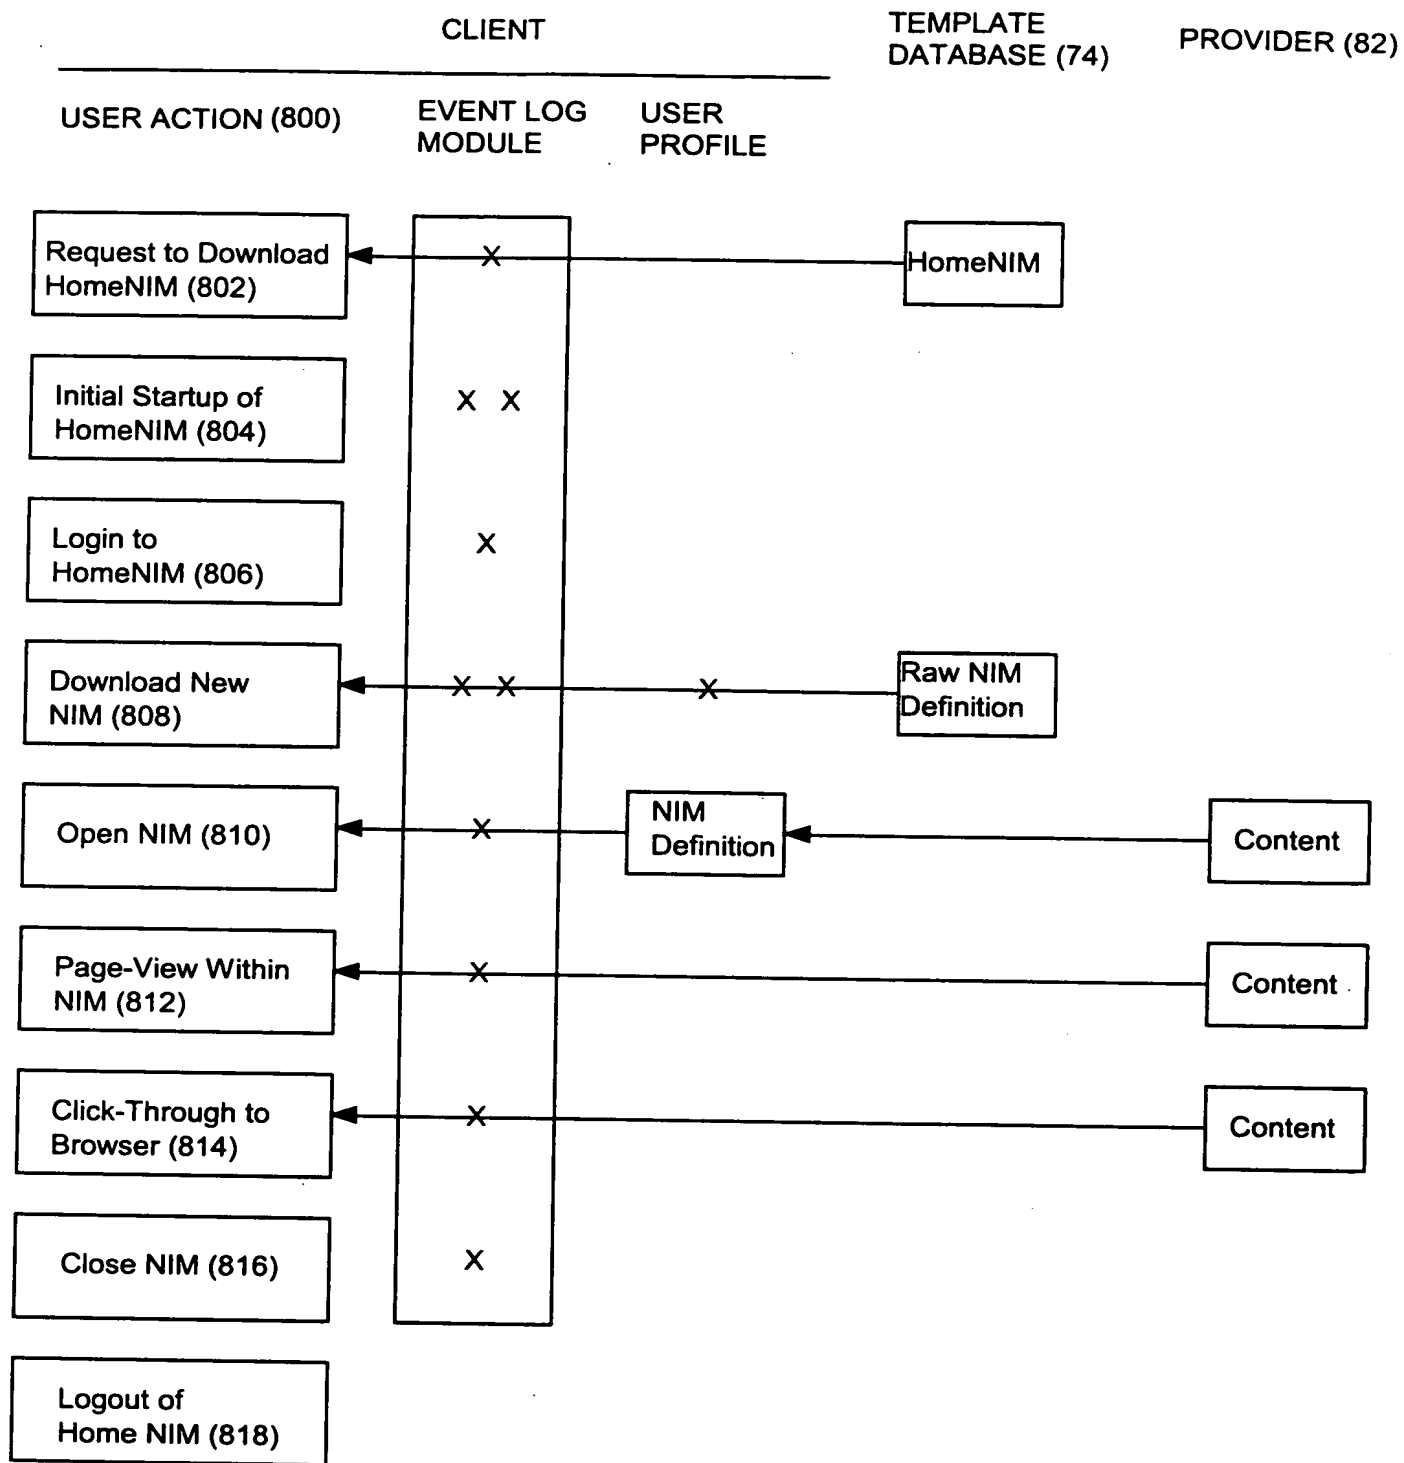 CLIENT
TEMPLATE
DATABASE (74)
PROVIDER (82)
USER ACTION (800)
EVENT LOG
MODULE
USER
PROFILE
Request to Download
HomeNIM (802)
X
HomeNIM
Initial Startup of
HomeNIM (804)
X X
Login to
HomeNIM (806)
X
Download New
NIM (808)
X X
X
Raw NIM
Definition
Open NIM (810)
X
NIM
Definition
Content
Page-View Within
NIM (812)
X
Content
Click-Through to
Browser (814)
X
Content
Close NIM (816)
X
Logout of
Home NIM (818)